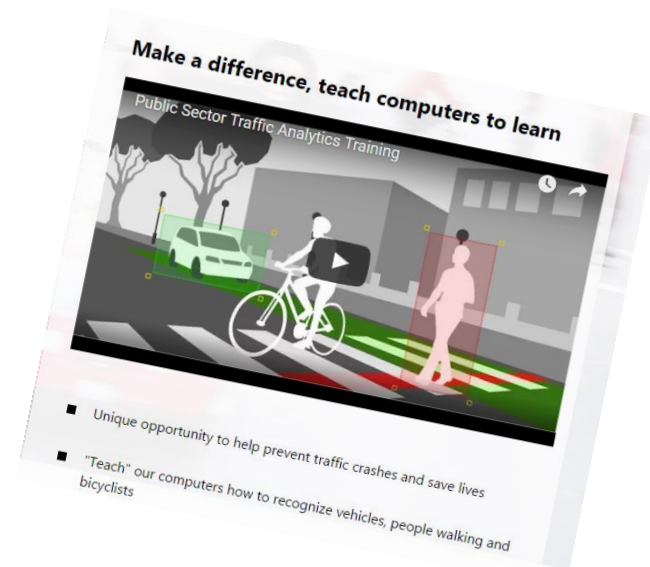 Make a difference, teach computers to learn
Public Sector Traffic Analytics Training
Unique opportunity to help prevent traffic crashes and save lives
"Teach" our computers how to recognize vehicles, people walking and
bicyclists